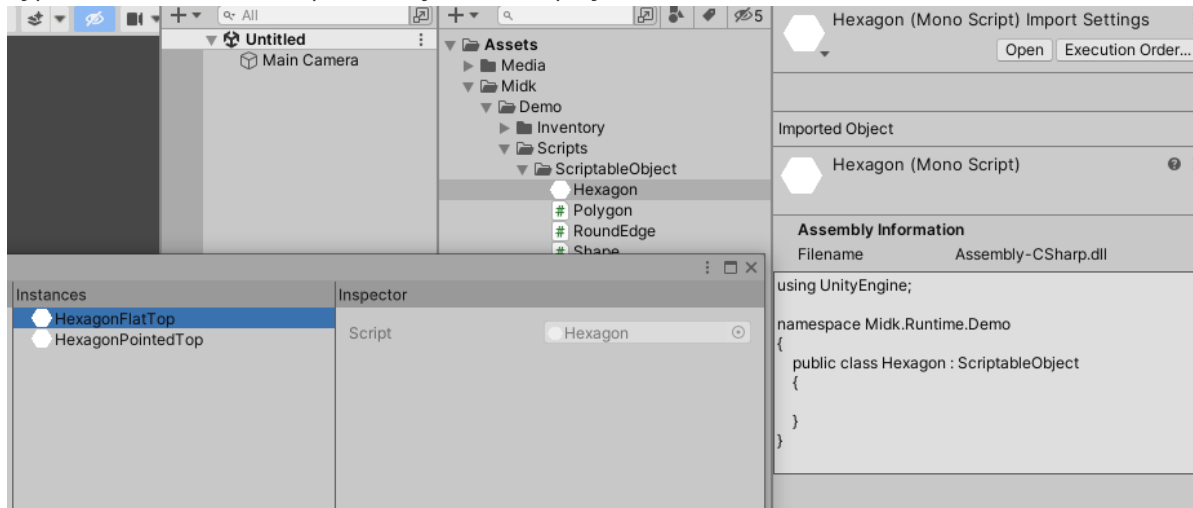 All
Untitled
Main Camera
5
Assets
Media
Midk
Demo
Inventory
Scripts
ScriptableObject
Hexagon
Polygon
RoundEdge
Shape
Hexagon (Mono Script) Import Settings
Open
Execution Order...
Imported Object
Hexagon (Mono Script)
Assembly Information
Filename Assembly-CSharp.dll
using UnityEngine;
namespace Midk.Runtime.Demo
{
public class Hexagon : ScriptableObject
{
}
}
Instances
HexagonFlatTop
HexagonPointedTop
Inspector
Script Hexagon